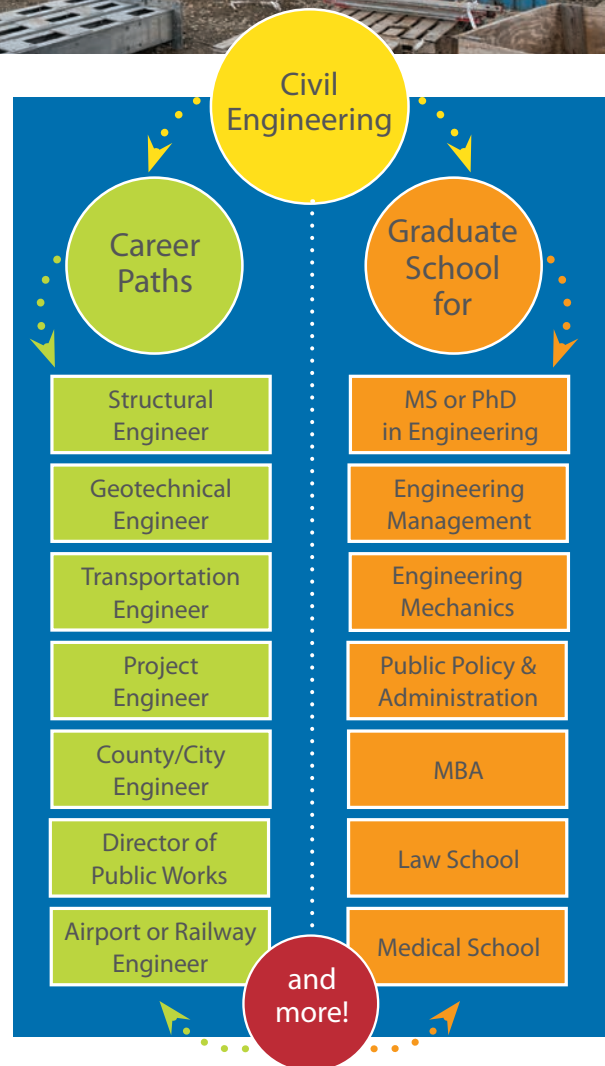 Civil
Engineering
Career
Paths
Structural
Engineer
Geotechnical
Engineer
Transportation
Engineer
Project
Engineer
County/City
Engineer
Director of
Public Works
Airport or Railway
Engineer
Graduate
School
for
MS or PhD
in Engineering
Engineering
Management
Engineering
Mechanics
Public Policy &
Administration
MBA
Law School
Medical School
and
more!